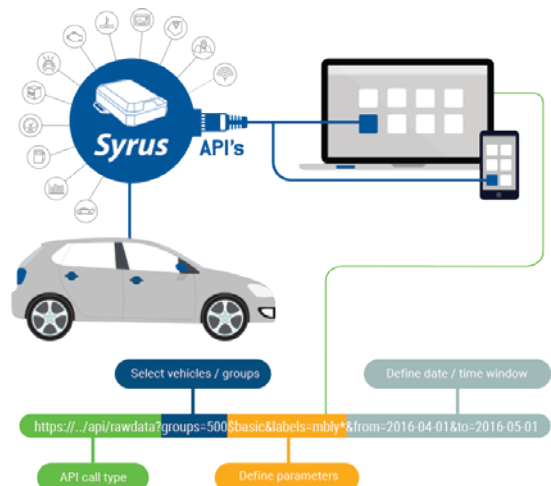 Syrus
API's
Select vehicles / groups
Define date / time window
https://../api/rawdata?groups=500$basic&labels=mbly*&from=2016-04-01&to=2016-05-01
API call type
Define parameters